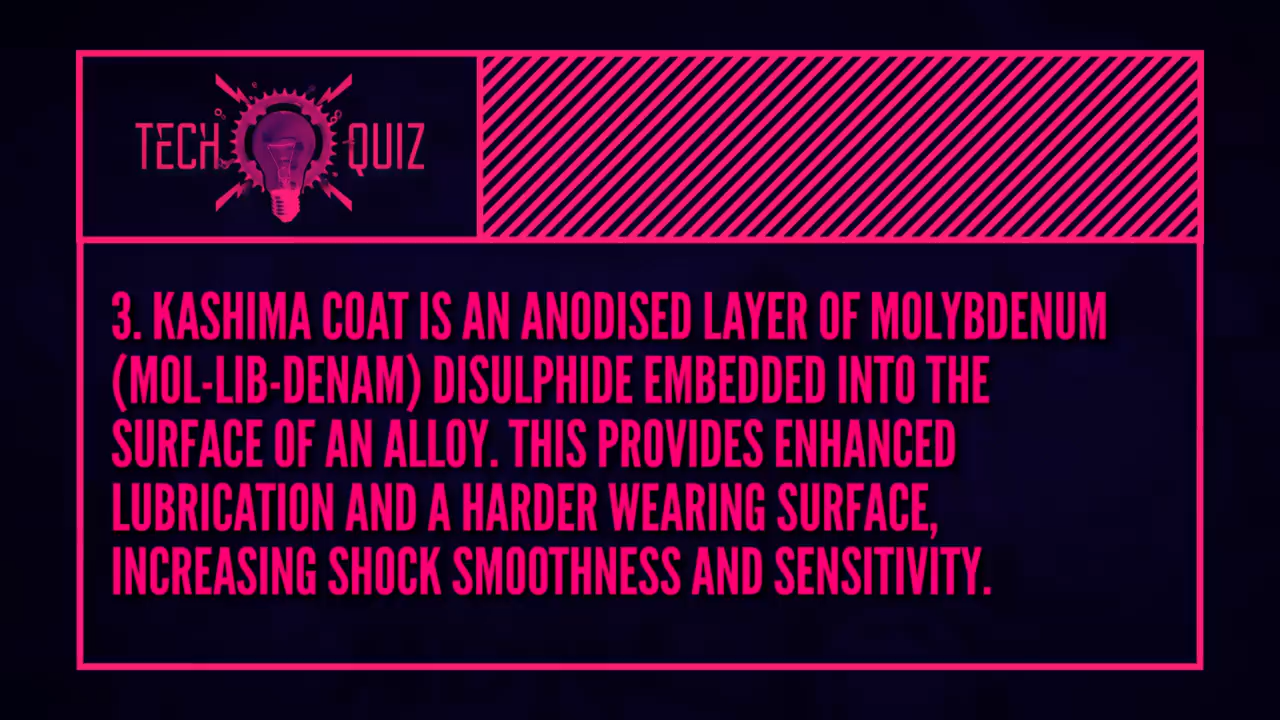 TECH QUIZ
3. KASHIMA COAT IS AN ANODISED LAYER OF MOLYBDENUM
(MOL-LIB-DENAM) DISULPHIDE EMBEDDED INTO THE
SURFACE OF AN ALLOY. THIS PROVIDES ENHANCED
LUBRICATION AND A HARDER WEARING SURFACE,
INCREASING SHOCK SMOOTHNESS AND SENSITIVITY.